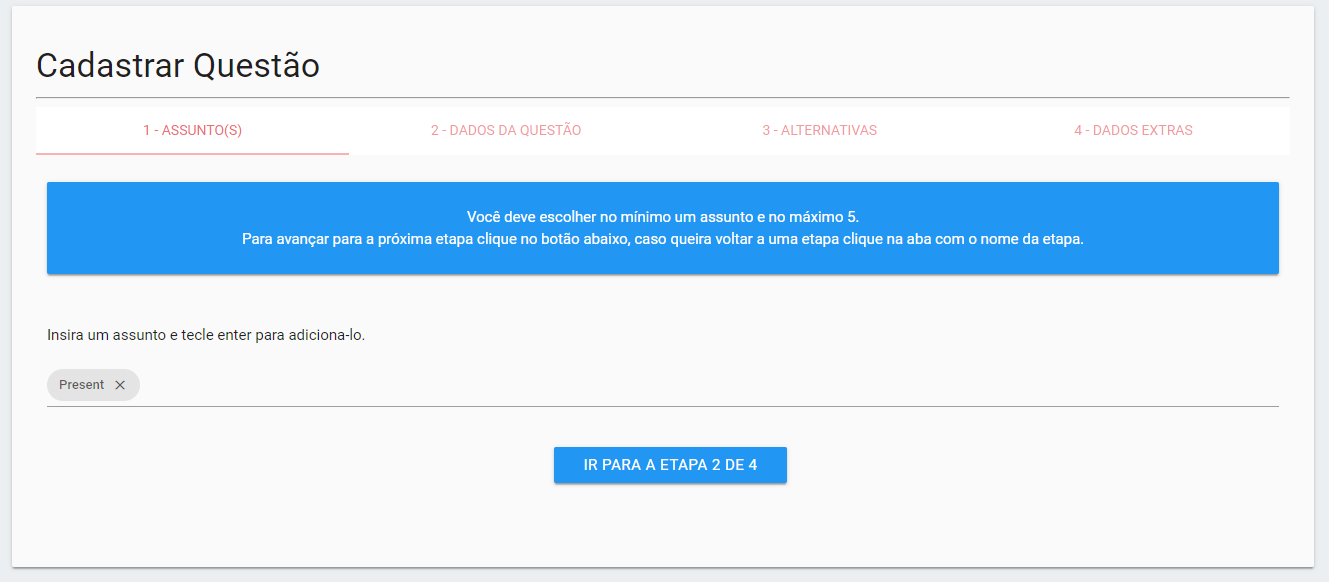 Cadastrar Questão
1 - ASSUNTO(S)
2 - DADOS DA QUESTÃO
3 - ALTERNATIVAS
4 - DADOS EXTRAS
Você deve escolher no mínimo um assunto e no máximo 5.
Para avançar para a próxima etapa clique no botão abaixo, caso queira voltar a uma etapa clique na aba com o nome da etapa.
Insira um assunto e tecle enter para adiciona-lo.
Present
IR PARA A ETAPA 2 DE 4